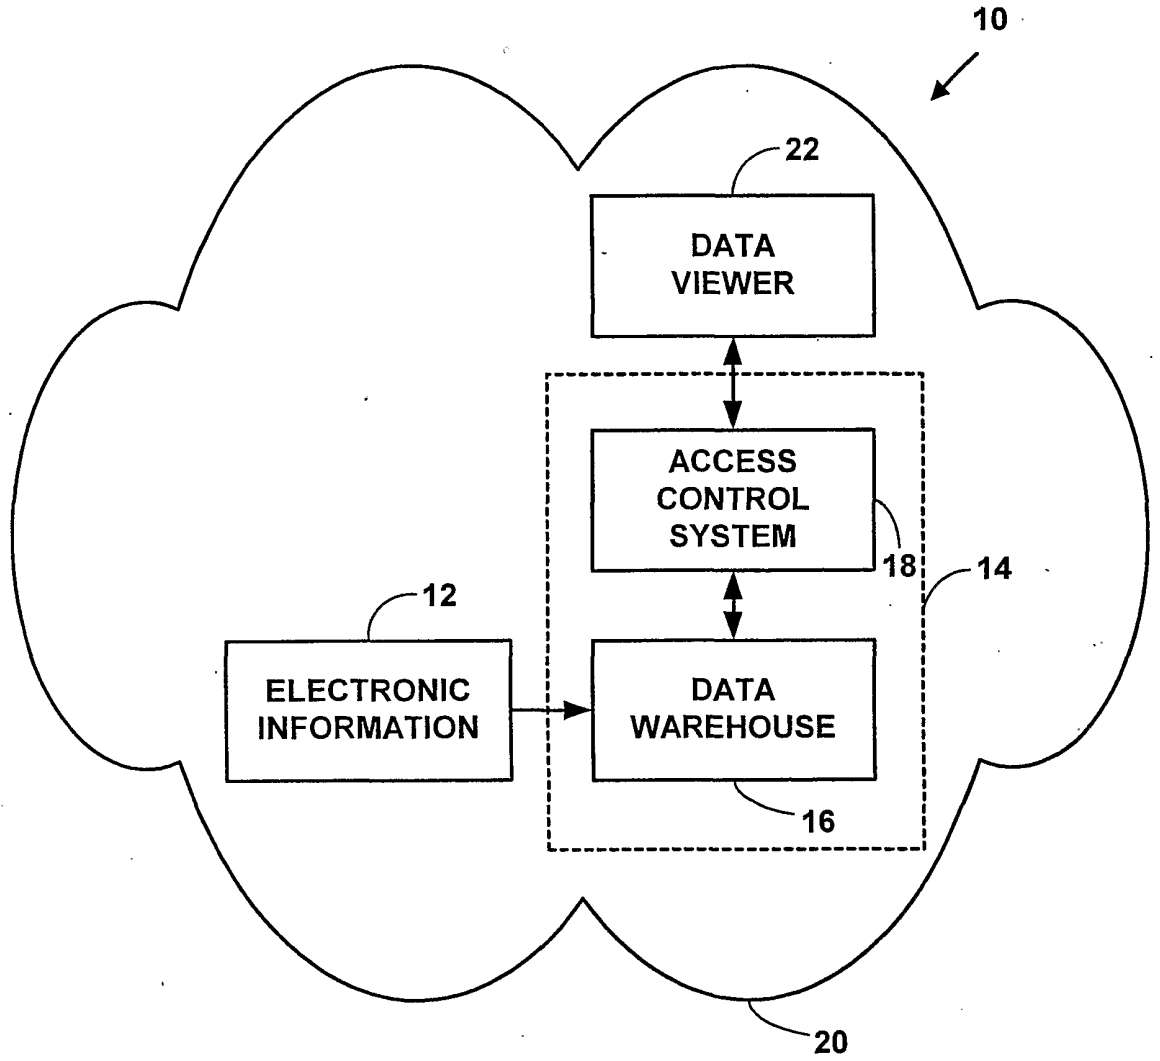 10
22
DATA
VIEWER
ACCESS
CONTROL
SYSTEM
18
14
12
ELECTRONIC
INFORMATION
DATA
WAREHOUSE
16
20